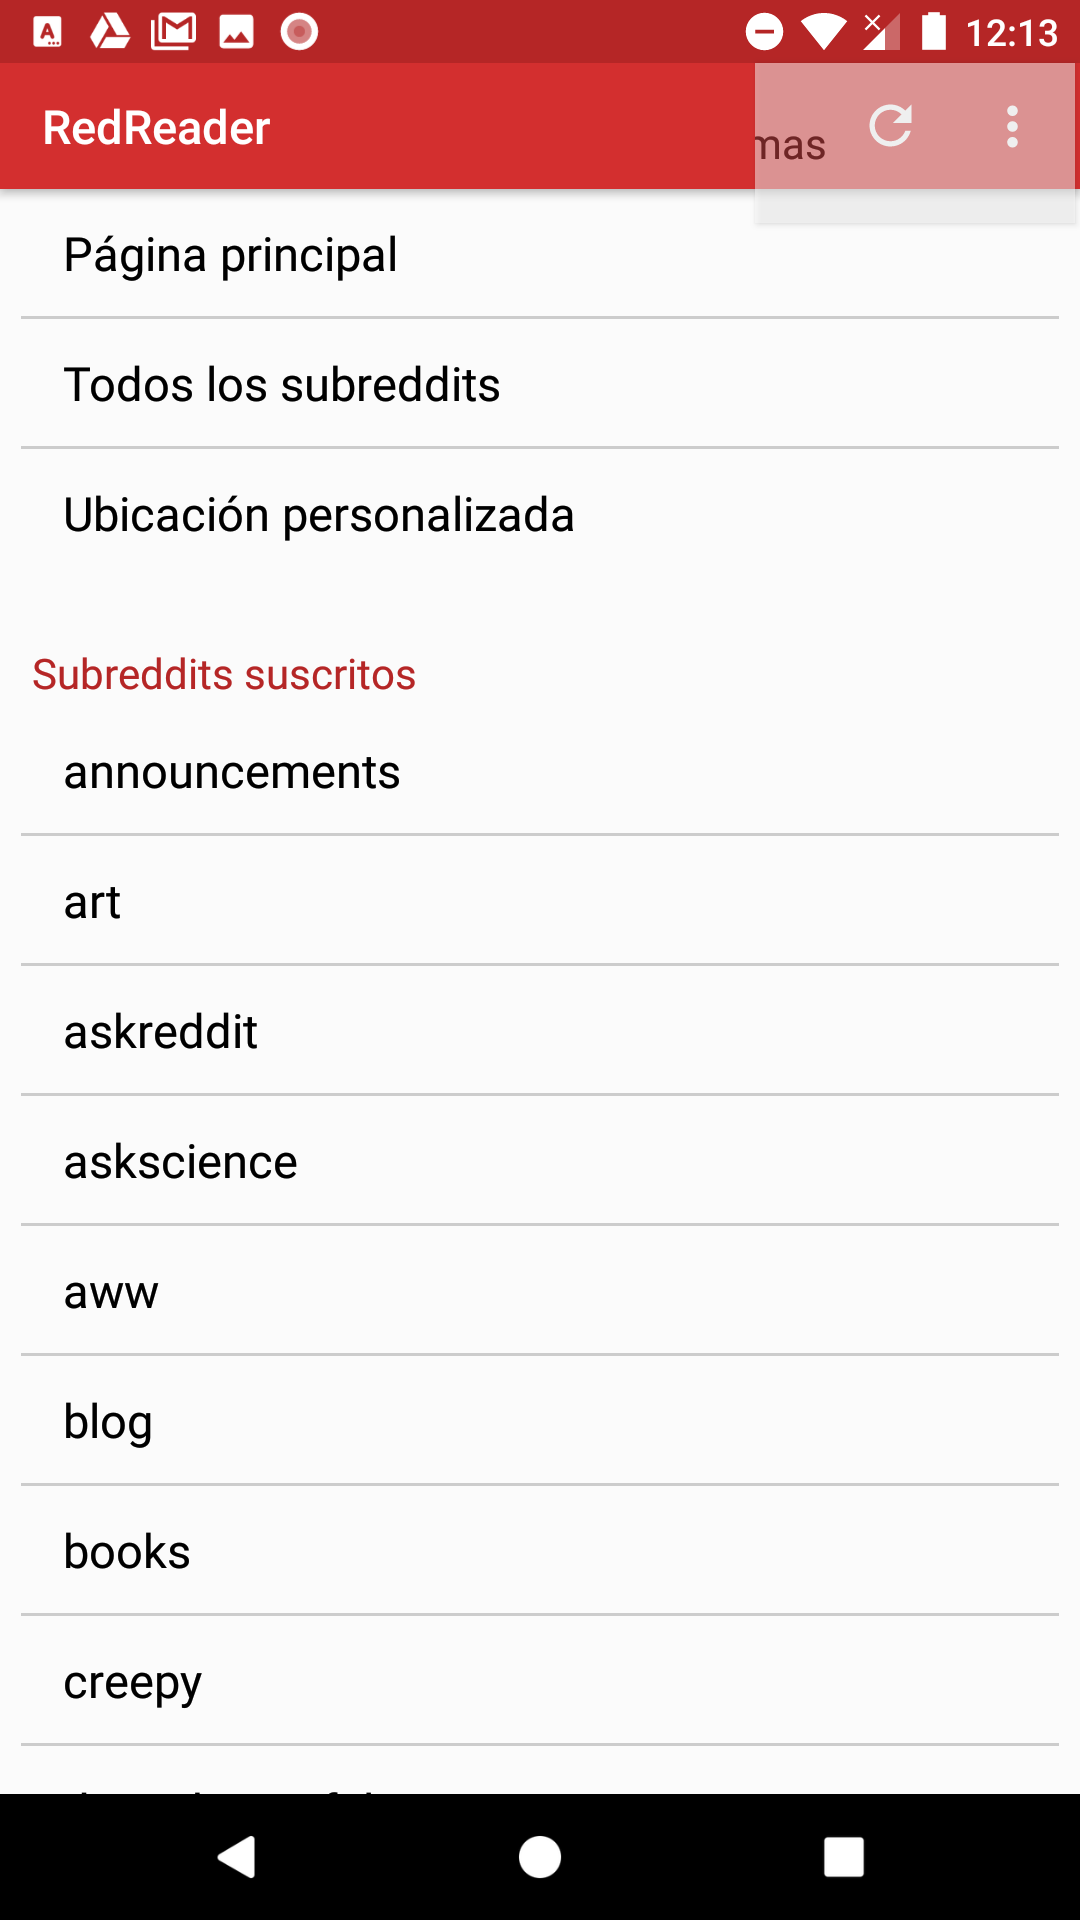 12:13
RedReader
mas
Página principal
Todos los subreddits
Ubicación personalizada
Subreddits suscritos
announcements
art
askreddit
askscience
aww
blog
books
creepy